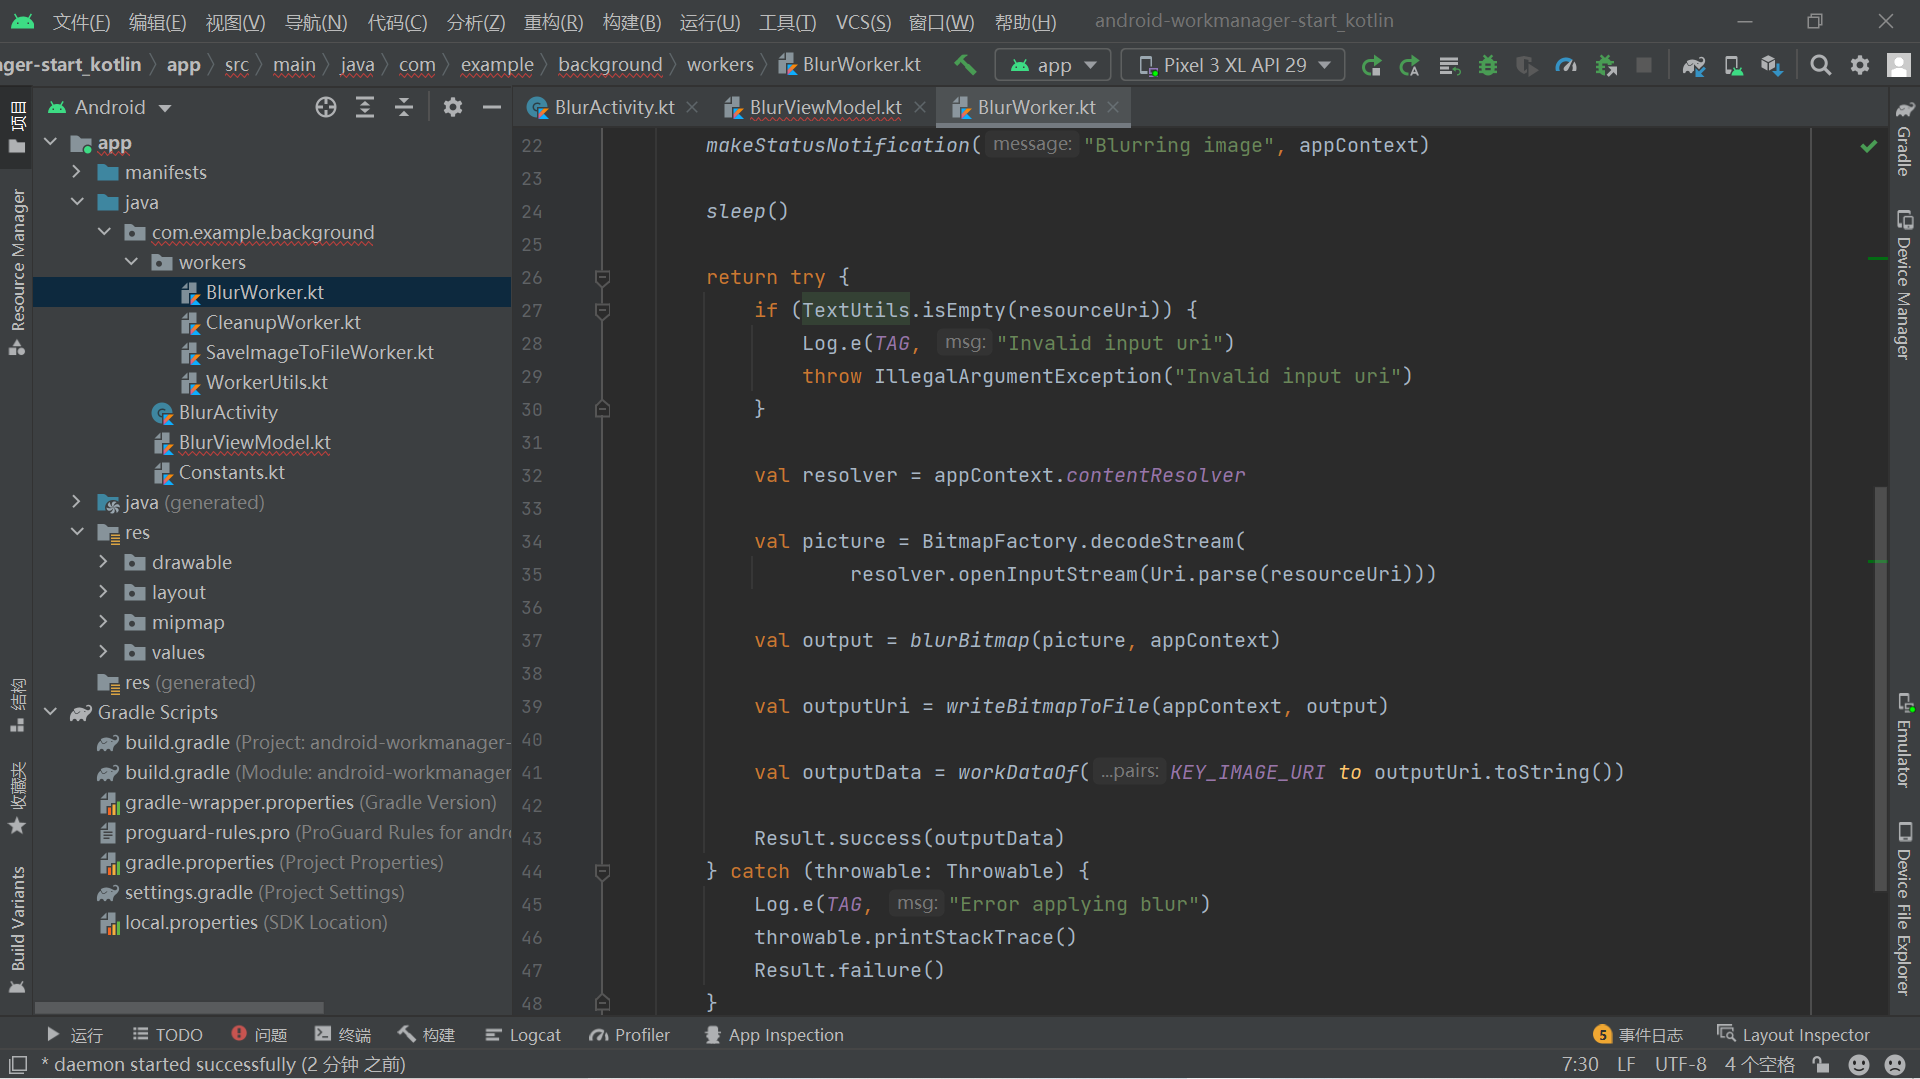 文件(F) 编辑(E) 视图(V) 导航(N) 代码(C) 分析(Z) 重构(R) 构建(B) 运行(U) 工具(T) VCS(S) 窗口(W) 帮助(H) android-workmanager-start_kotlin
ger-start_kotlin app src main java com example background workers BlurWorker.kt app Pixel 3 XL API 29
Android
BlurActivity.kt BlurViewModel.kt BlurWorker.kt
项目
Resource Manager
结构
收藏夹
Build Variants
app
manifests
java
com.example.background
workers
BlurWorker.kt
CleanupWorker.kt
SaveImageToFileWorker.kt
WorkerUtils.kt
BlurActivity
BlurViewModel.kt
Constants.kt
java (generated)
res
drawable
layout
mipmap
values
res (generated)
Gradle Scripts
build.gradle (Project: android-workmanager-
build.gradle (Module: android-workmanager
gradle-wrapper.properties (Gradle Version)
proguard-rules.pro (ProGuard Rules for andro
gradle.properties (Project Properties)
settings.gradle (Project Settings)
local.properties (SDK Location)
22 makeStatusNotification( message: "Blurring image", appContext)
23
24 sleep()
25
26 return try {
27 if (TextUtils.isEmpty(resourceUri)) {
28 Log.e(TAG, msg: "Invalid input uri")
29 throw IllegalArgumentException("Invalid input uri")
30 }
31
32 val resolver = appContext.contentResolver
33
34 val picture = BitmapFactory.decodeStream(
35 resolver.openInputStream(Uri.parse(resourceUri)))
36
37 val output = blurBitmap(picture, appContext)
38
39 val outputUri = writeBitmapToFile(appContext, output)
40
41 val outputData = workDataOf( ...pairs: KEY_IMAGE_URI to outputUri.toString())
42
43 Result.success(outputData)
44 } catch (throwable: Throwable) {
45 Log.e(TAG, msg: "Error applying blur")
46 throwable.printStackTrace()
47 Result.failure()
48 }
Gradle
Device Manager
Emulator
Device File Explorer
运行 TODO 问题 终端 构建 Logcat Profiler App Inspection 5 事件日志 Layout Inspector
* daemon started successfully (2 分钟 之前) 7:30 LF UTF-8 4 个空格